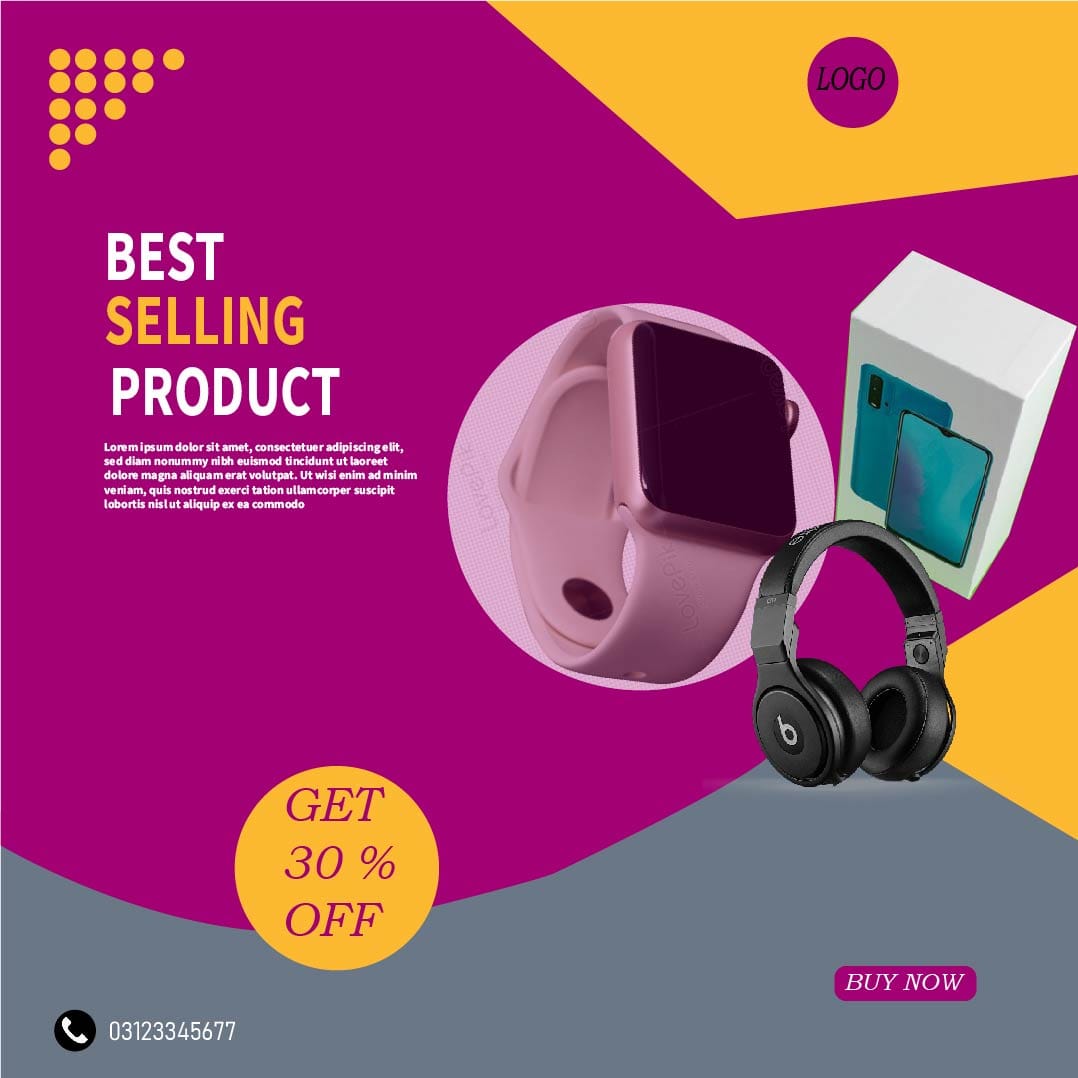 LOGO
BEST
SELLING
PRODUCT
Lorem ipsum dolor sit amet, consectetuer adipiscing elit,
sed diam nonummy nibh euismod tincidunt ut laoreet
dolore magna aliquam erat volutpat. Ut wisi enim ad minim
veniam, quis nostrud exerci tation ullamcorper suscipit
lobortis nisl ut aliquip ex ea commodo
Lovepik
Lovepik
b
GET
30 %
OFF
BUY NOW
03123345677